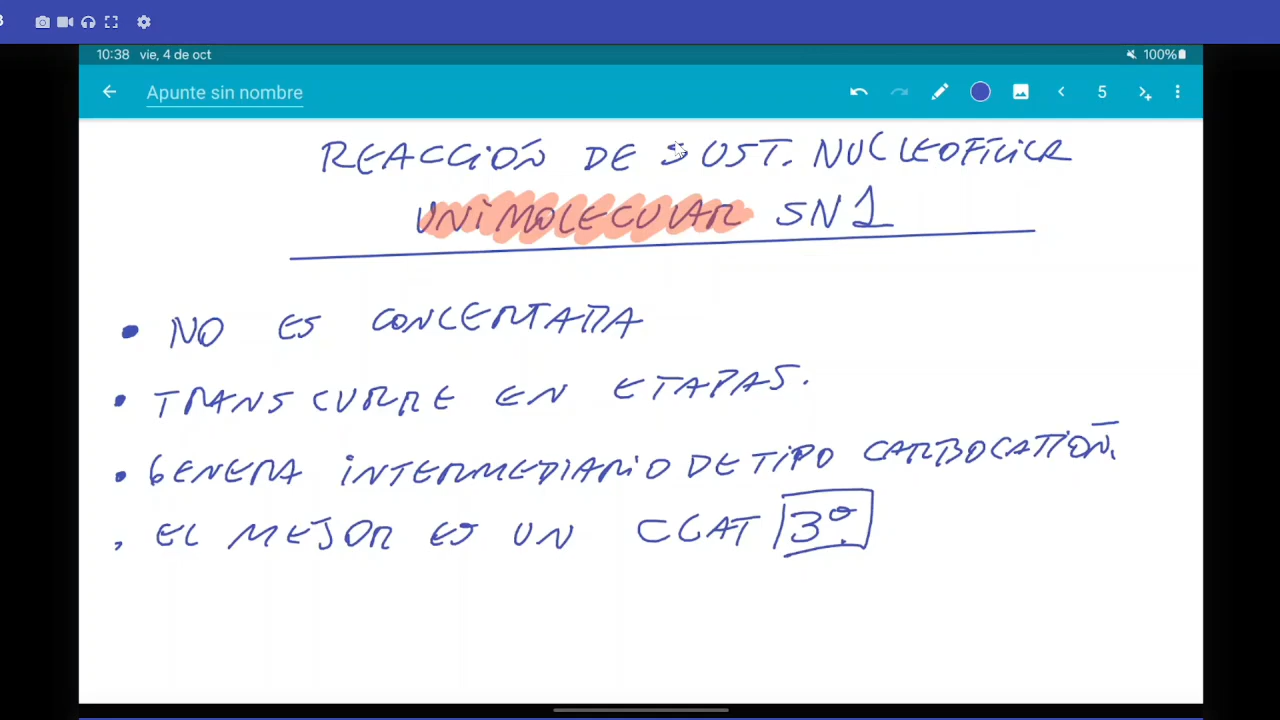 10:38 vie, 4 de oct 100%
Apunte sin nombre 5
REACCIÓN DE SUST. NUCLEOFÍLICA
UNIMOLECULAR SN1
• NO ES CONCERTADA
• TRANSCURRE EN ETAPAS.
• GENERA INTERMEDIARIO DE TIPO CARBOCATIÓN.
• EL MEJOR ES UN CCAT 3º.